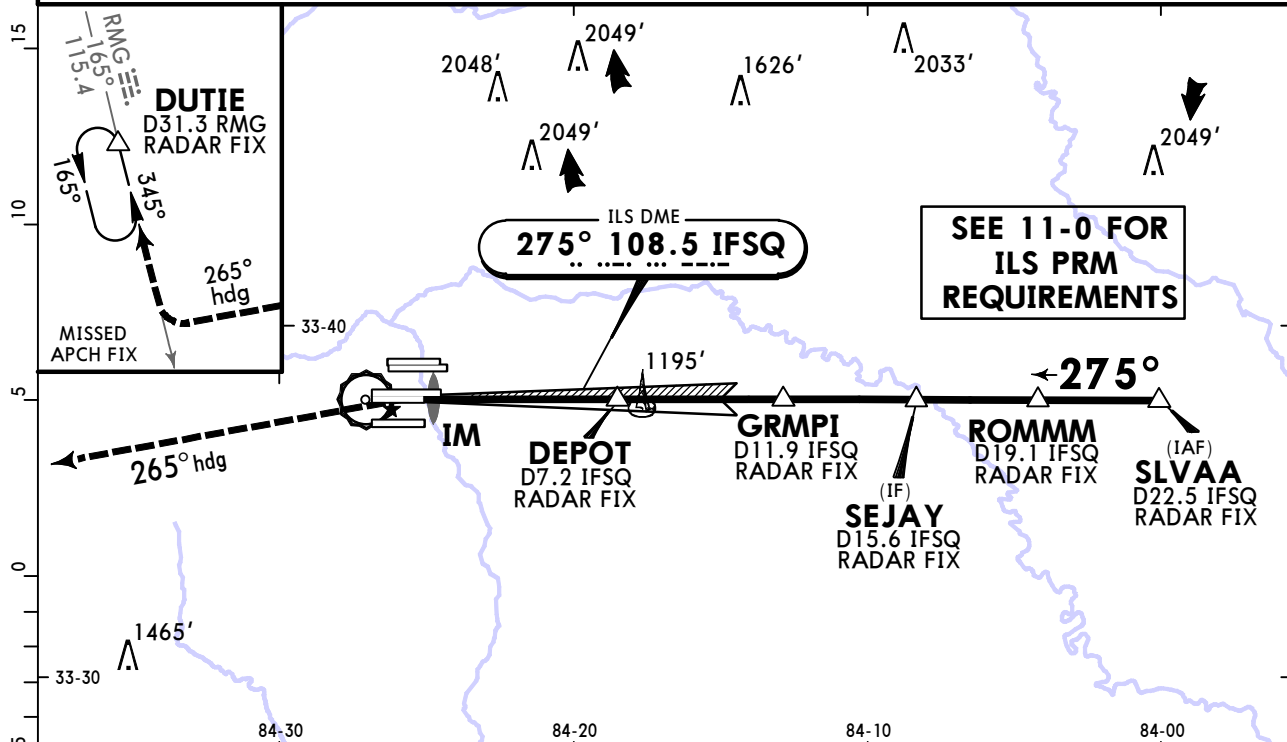 15
10
5
0
5
RMG
165°
115.4
DUTIE
D31.3 RMG
RADAR FIX
165°
345°
265°
hdg
MISSED
APCH FIX
2048'
2049'
2049'
1626'
2033'
2049'
ILS DME
275° 108.5 IFSQ
SEE 11-0 FOR
ILS PRM
REQUIREMENTS
33-40
1195'
275°
IM
265° hdg
DEPOT
D7.2 IFSQ
RADAR FIX
GRMPI
D11.9 IFSQ
RADAR FIX
(IF)
SEJAY
D15.6 IFSQ
RADAR FIX
ROMMM
D19.1 IFSQ
RADAR FIX
(IAF)
SLVAA
D22.5 IFSQ
RADAR FIX
1465'
33-30
84-30
84-20
84-10
84-00